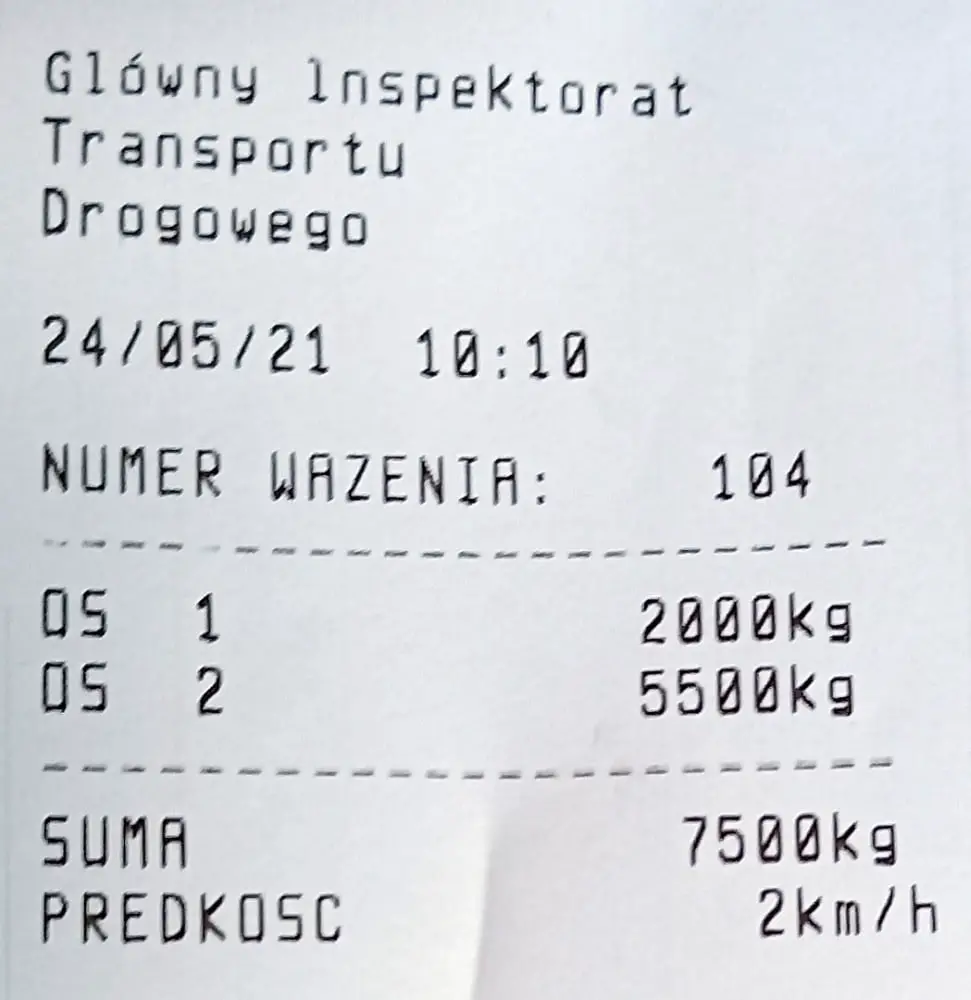 Glówny Inspektorat
Transportu
Drogowego
24/05/21 10:10
NUMER WAZENIA: 104
OS 1 2000kg
OS 2 5500kg
SUMA 7500kg
PREDKOSC 2km/h